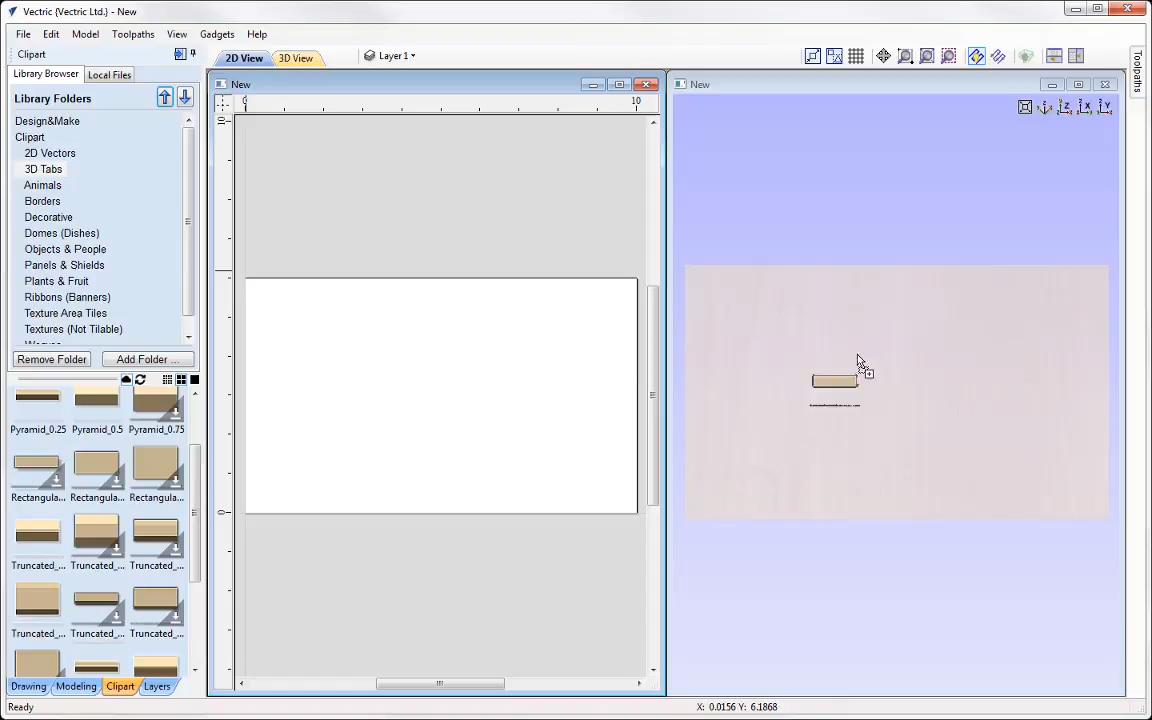 Vectric {Vectric Ltd.} - New
File Edit Model Toolpaths View Gadgets Help
Clipart
Library Browser Local Files
Library Folders
Design&Make
Clipart
2D Vectors
3D Tabs
Animals
Borders
Decorative
Domes (Dishes)
Objects & People
Panels & Shields
Plants & Fruit
Ribbons (Banners)
Texture Area Tiles
Textures (Not Tilable)
Remove Folder Add Folder ...
Pyramid_0.25 Pyramid_0.5 Pyramid_0.75
Rectangula... Rectangula... Rectangula...
Truncated_... Truncated_... Truncated_...
Truncated_... Truncated_... Truncated_...
Drawing Modeling Clipart Layers
Ready
2D View 3D View Layer 1
New
0 10
10
0
New
Z X Y
Toolpaths
X: 0.0156 Y: 6.1868